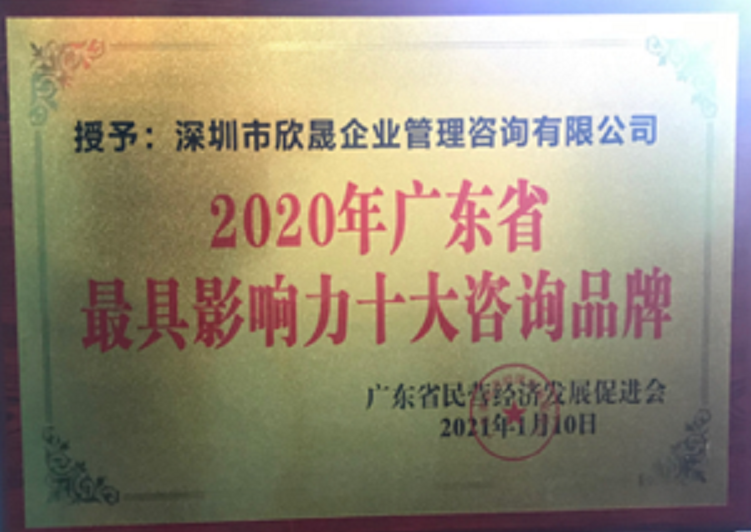 授予：深圳市欣晟企业管理咨询有限公司
2020年广东省
最具影响力十大咨询品牌
广东省民营经济发展促进会
2021年1月10日